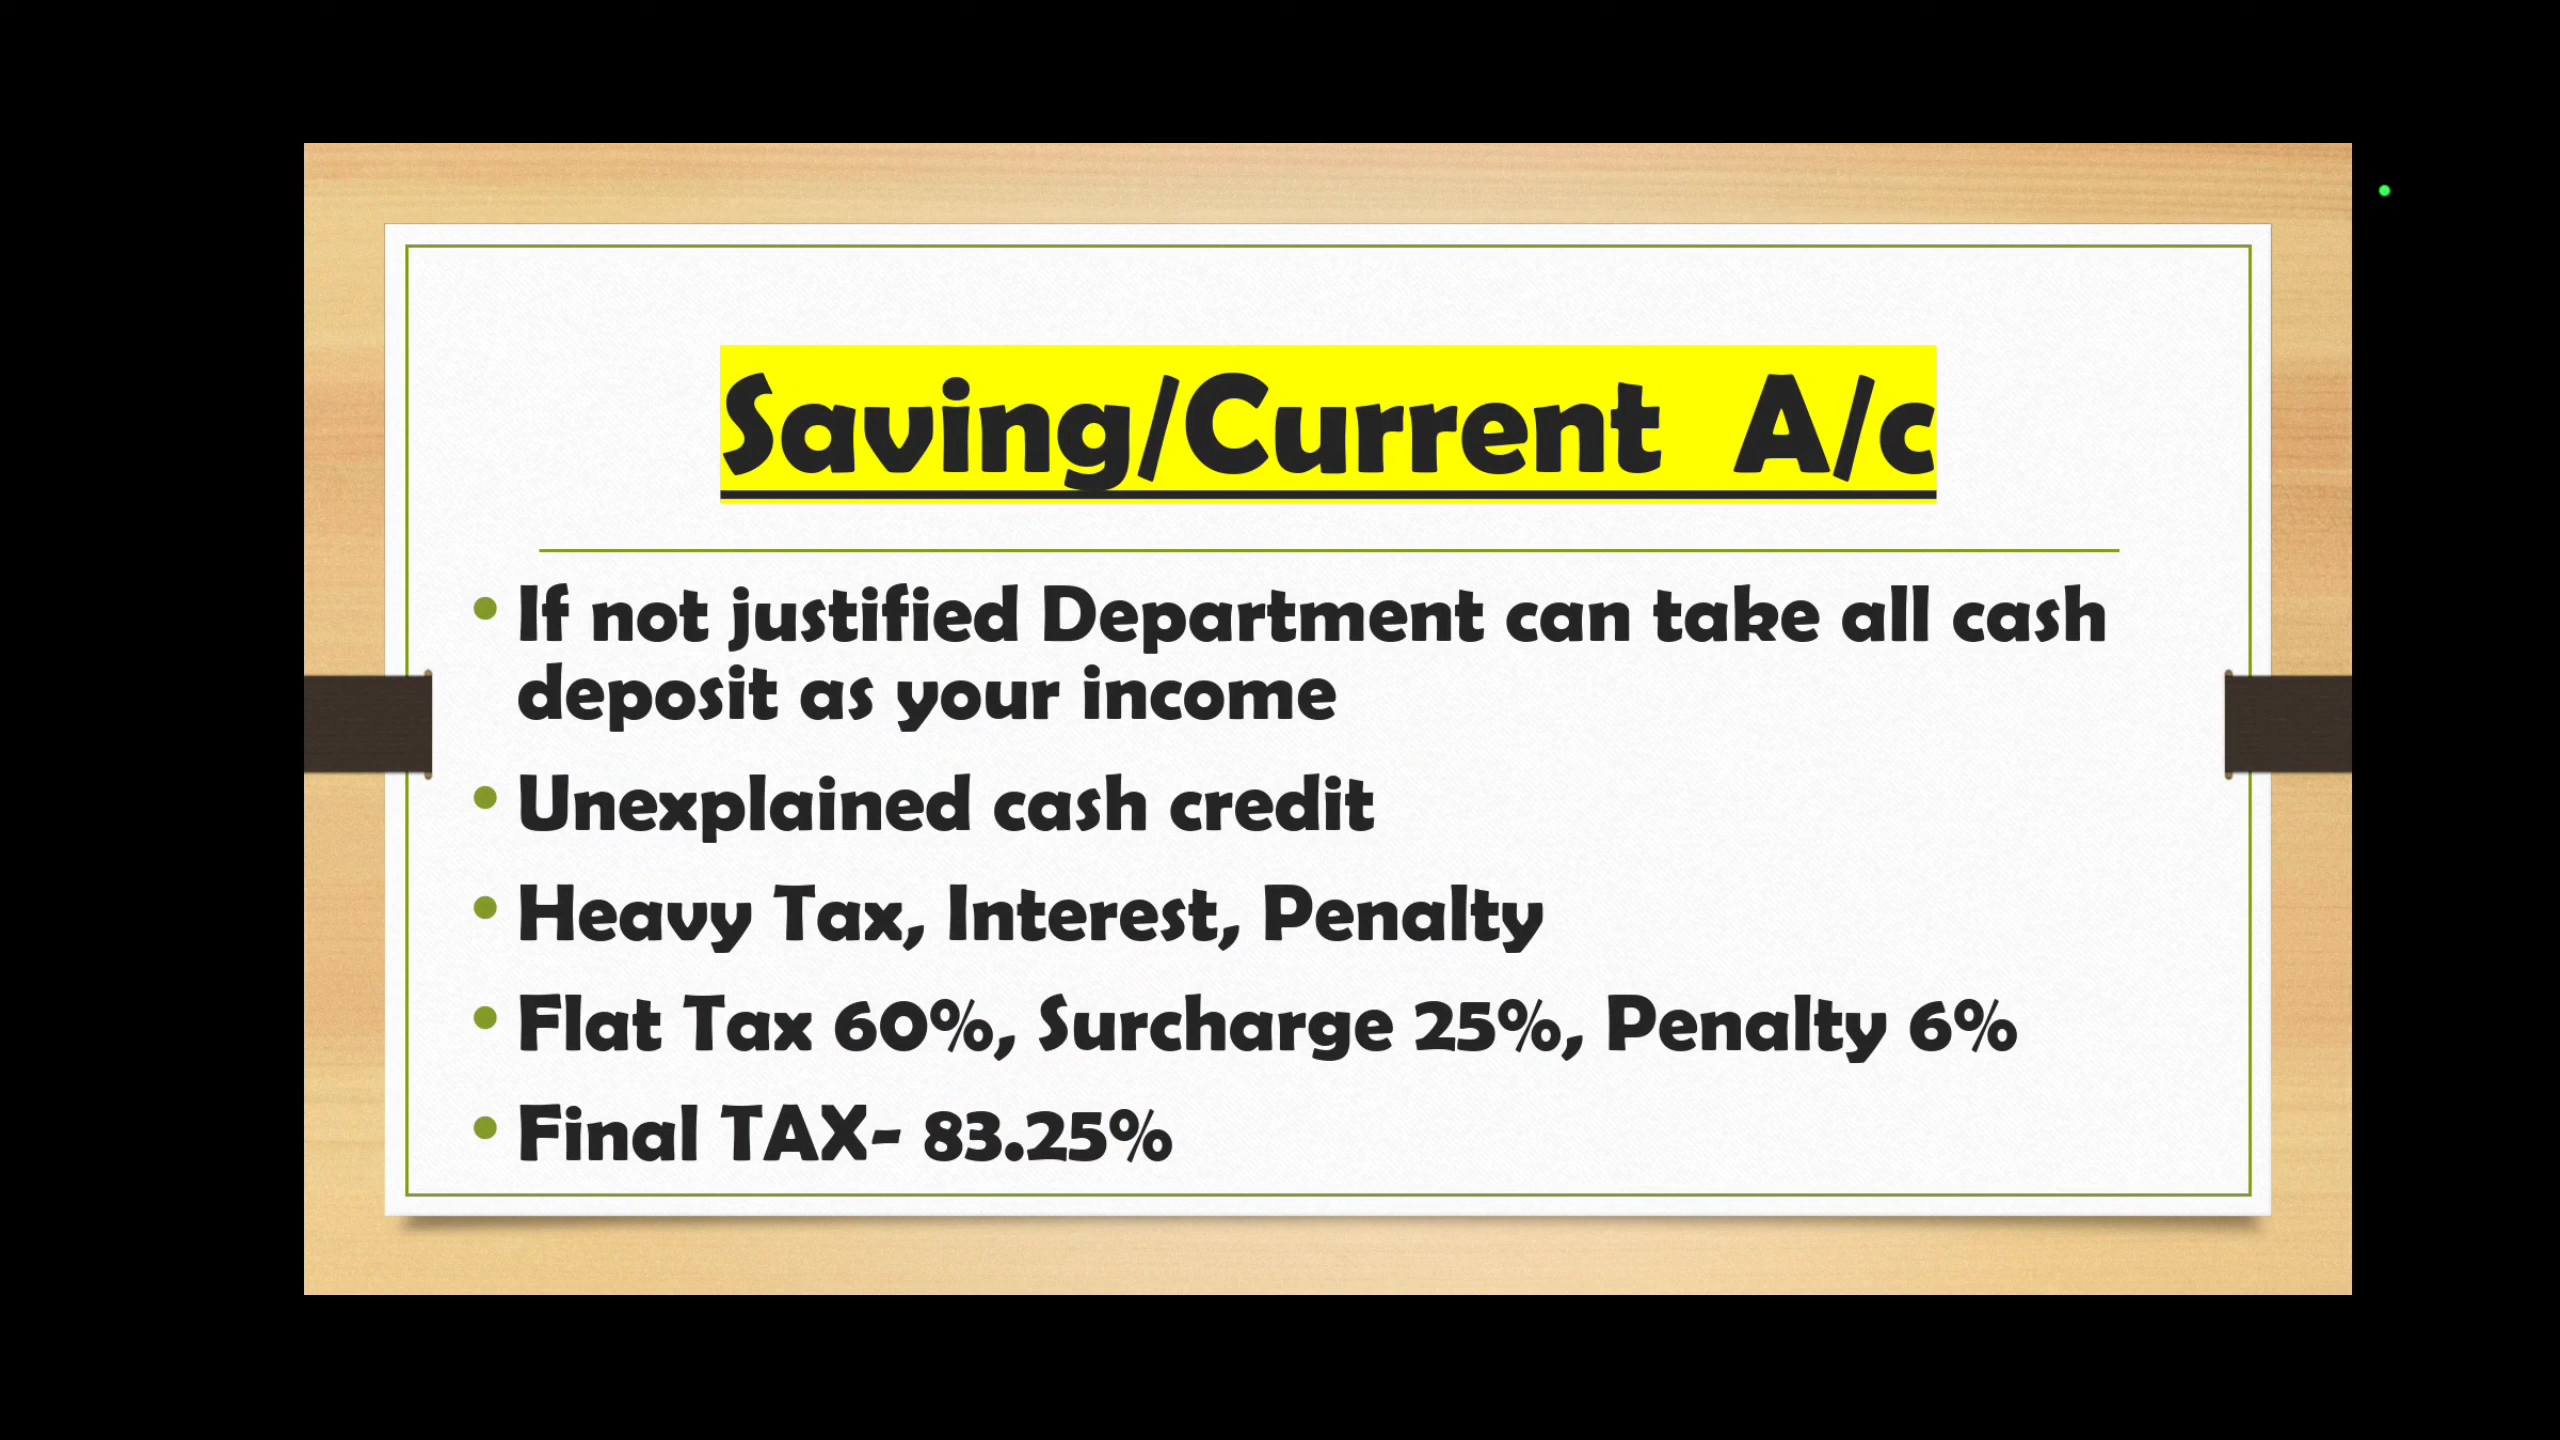 Saving/Current A/c
If not justified Department can take all cash
deposit as your income
Unexplained cash credit
Heavy Tax, Interest, Penalty
Flat Tax 60%, Surcharge 25%, Penalty 6%
Final TAX- 83.25%